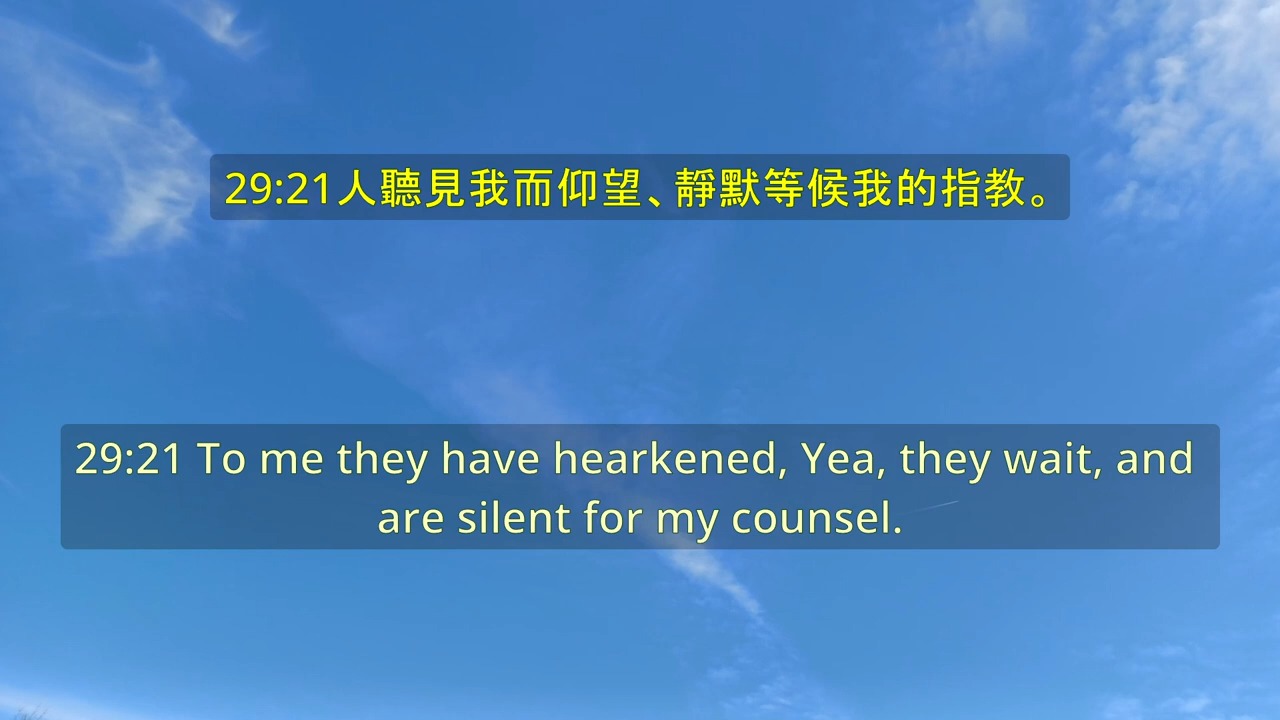 29:21人聽見我而仰望、靜默等候我的指教。
29:21 To me they have hearkened, Yea, they wait, and
are silent for my counsel.